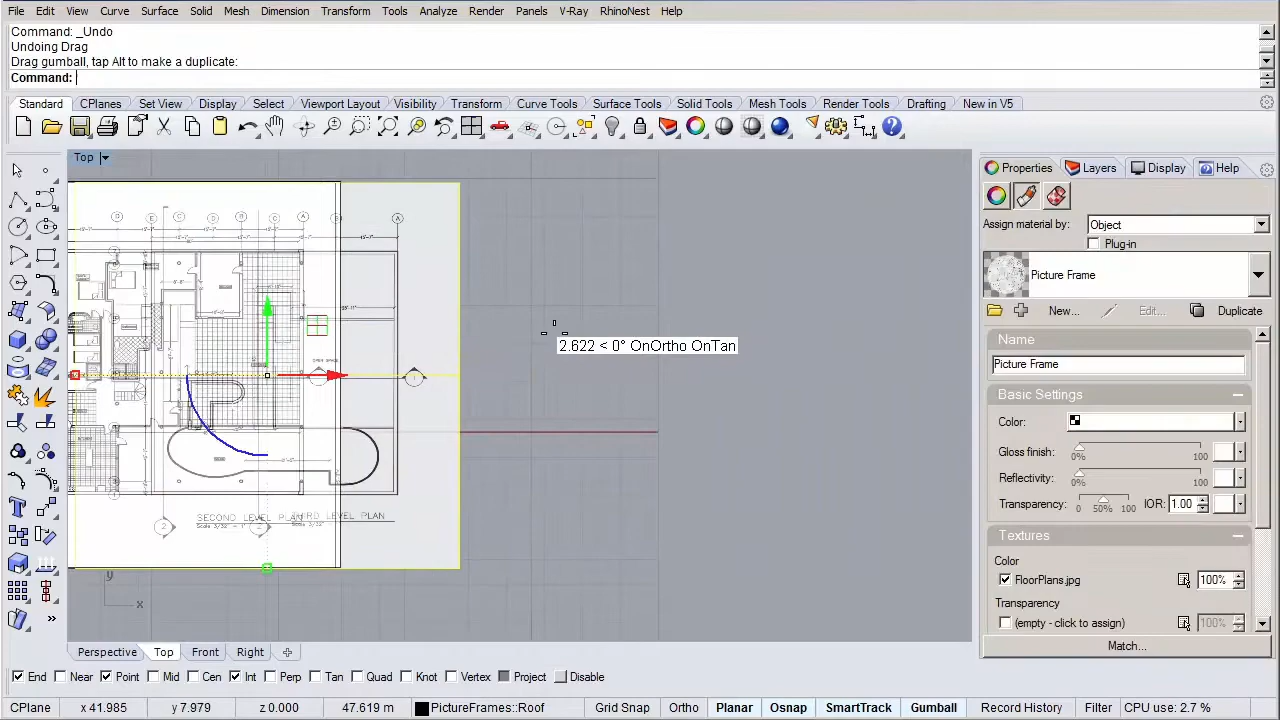 File Edit View Curve Surface Solid Mesh Dimension Transform Tools Analyze Render Panels V-Ray RhinoNest Help
Command: _Undo
Undoing Drag
Drag gumball, tap Alt to make a duplicate:
Command:
Standard CPlanes Set View Display Select Viewport Layout Visibility Transform Curve Tools Surface Tools Solid Tools Mesh Tools Render Tools Drafting New in V5
Top
Properties Layers Display Help
Assign material by: Object
Plug-in
Picture Frame
New... Edit... Duplicate
Name
Picture Frame
Basic Settings
Color:
Gloss finish: 0% 100
Reflectivity: 0% 100
Transparency: 0 50% 100 IOR: 1.00
Textures
Color
FloorPlans.jpg 100%
Transparency
(empty - click to assign) 100%
Match...
2.622 < 0° OnOrtho OnTan
D E C D B C A B A
OPEN SPACE
SECOND LEVEL PLAN
THIRD LEVEL PLAN
y
x
Perspective Top Front Right
End Near Point Mid Cen Int Perp Tan Quad Knot Vertex Project Disable
CPlane x 41.985 y 7.979 z 0.000 47.619 m PictureFrames::Roof Grid Snap Ortho Planar Osnap SmartTrack Gumball Record History Filter CPU use: 2.7 %